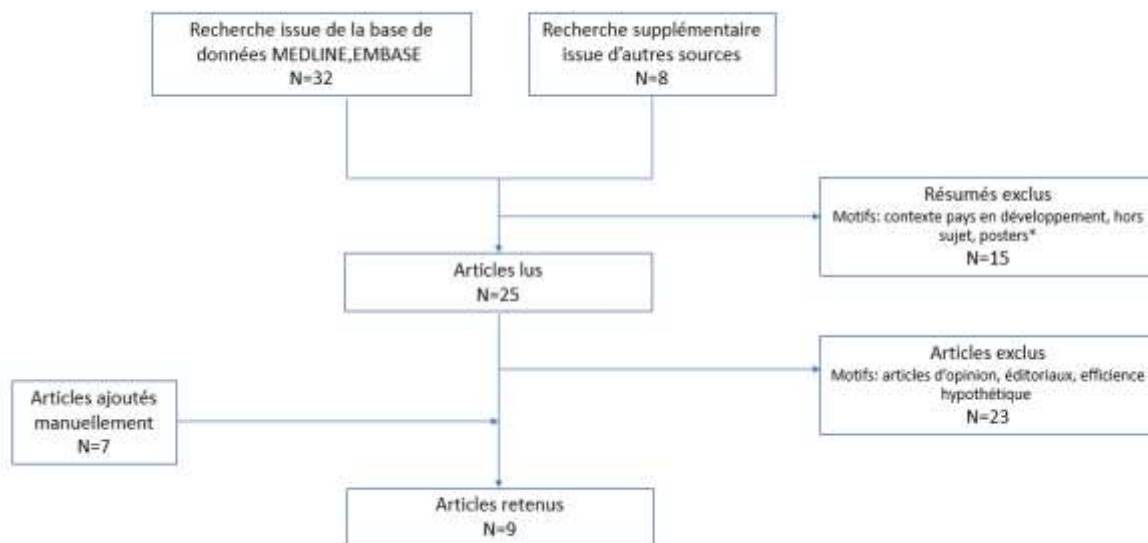 Recherche issue de la base de
données MEDLINE,EMBASE
N=32
Recherche supplémentaire
issue d'autres sources
N=8
Résumés exclus
Motifs: contexte pays en développement, hors
sujet, posters*
N=15
Articles lus
N=25
Articles exclus
Motifs: articles d'opinion, éditoriaux, efficience
hypothétique
N=23
Articles ajoutés
manuellement
N=7
Articles retenus
N=9